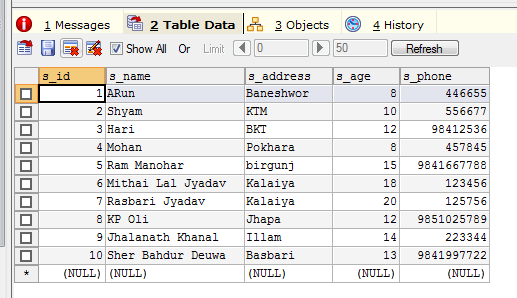 1 Messages 2 Table Data 3 Objects 4 History
Show All Or Limit 0 50 Refresh
s_id s_name s_address s_age s_phone
1 ARun Baneshwor 8 446655
2 Shyam KTM 10 556677
3 Hari BKT 12 98412536
4 Mohan Pokhara 8 457845
5 Ram Manohar birgunj 15 9841667788
6 Mithai Lal Jyadav Kalaiya 18 123456
7 Rasbari Jyadav Kalaiya 20 125756
8 KP Oli Jhapa 12 9851025789
9 Jhalanath Khanal Illam 14 223344
10 Sher Bahdur Deuwa Basbari 13 9841997722
* (NULL) (NULL) (NULL) (NULL) (NULL)